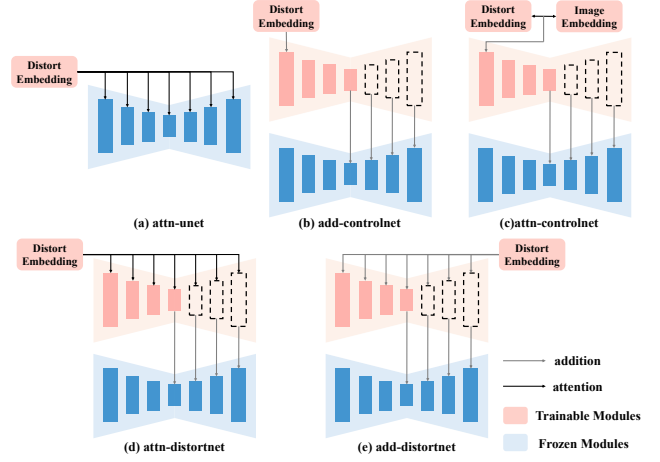 Distort
Embedding
(a) attn-unet
Distort
Embedding
(b) add-controlnet
Distort
Embedding
Image
Embedding
(c)attn-controlnet
Distort
Embedding
(d) attn-distortnet
Distort
Embedding
(e) add-distortnet
addition
attention
Trainable Modules
Frozen Modules